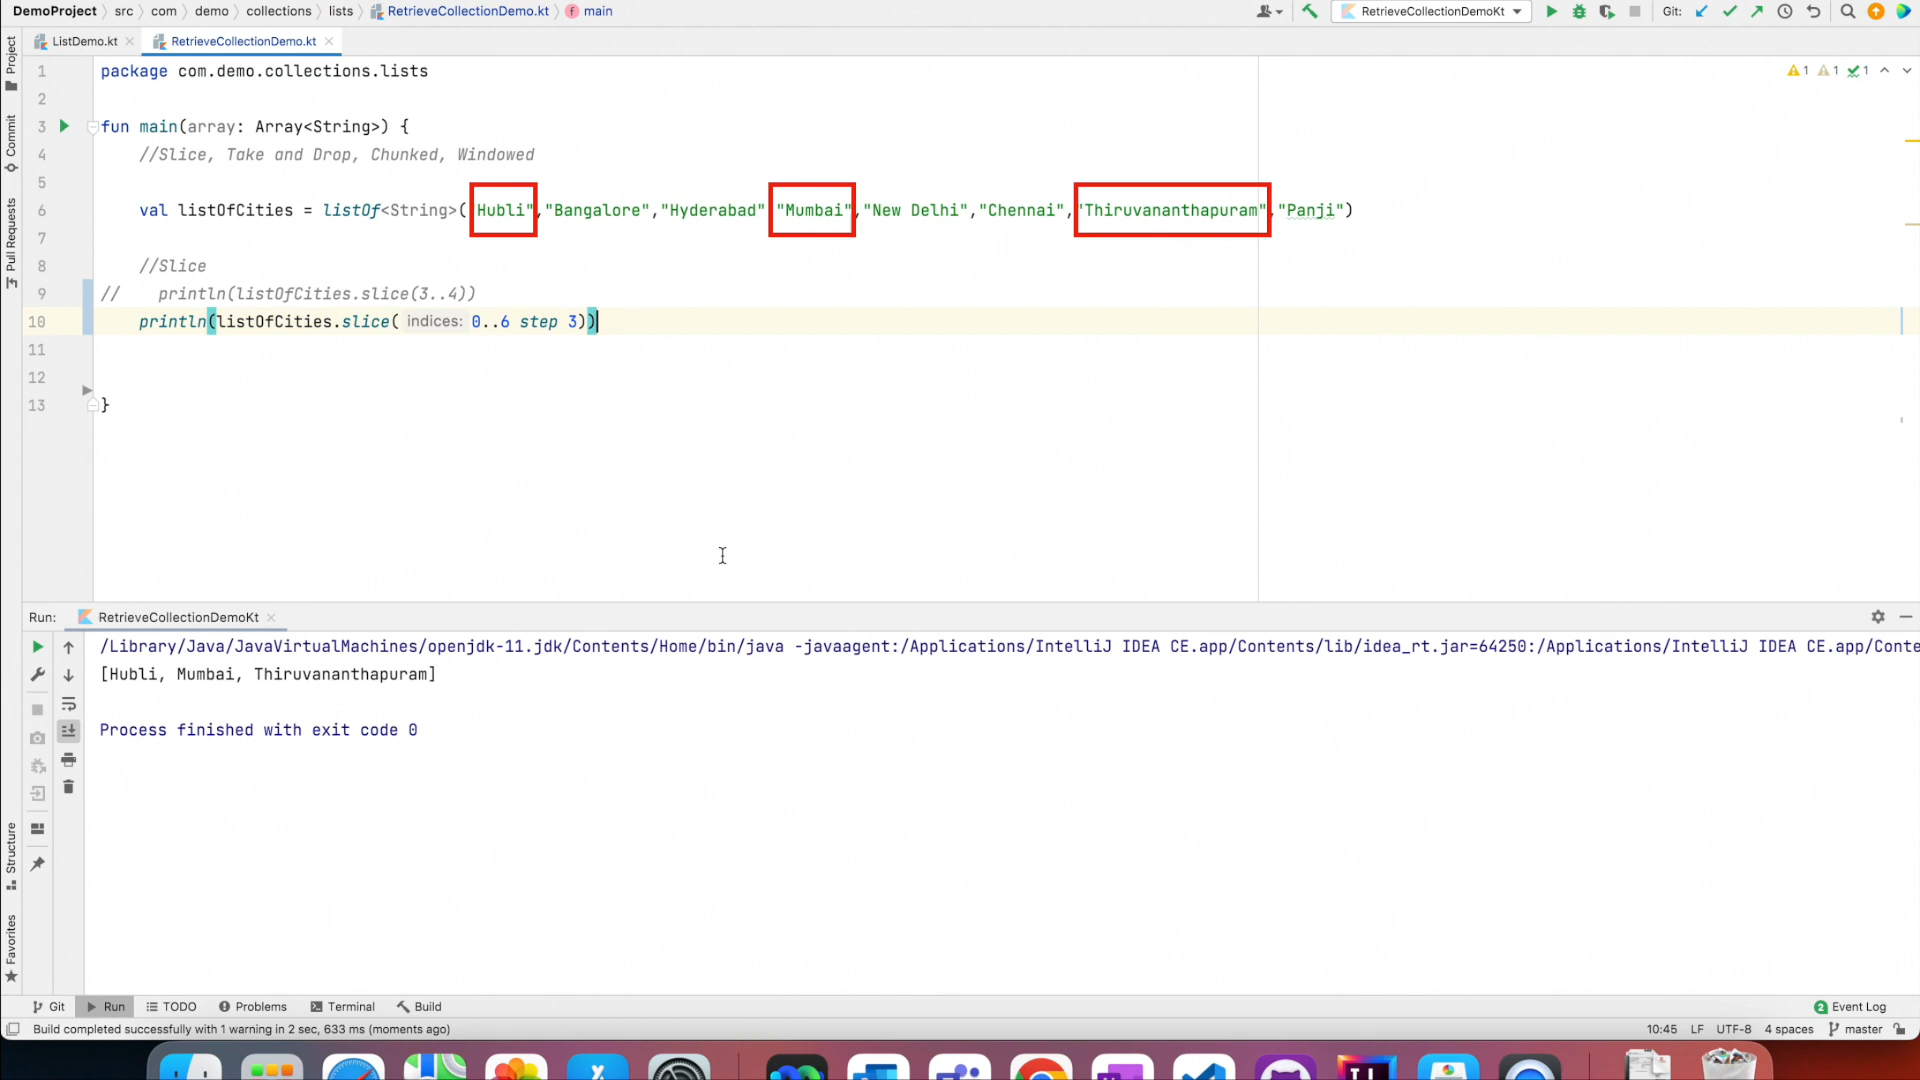 DemoProject src com demo collections lists RetrieveCollectionDemo.kt main RetrieveCollectionDemoKt Git:
ListDemo.kt RetrieveCollectionDemo.kt
Project
Commit
Pull Requests
Structure
Favorites
1 package com.demo.collections.lists
1 1 1
2
3 fun main(array: Array<String>) {
4 //Slice, Take and Drop, Chunked, Windowed
5
6 val listOfCities = listOf<String>( Hubli","Bangalore","Hyderabad" "Mumbai","New Delhi","Chennai","Thiruvananthapuram","Panji")
7
8 //Slice
9 // println(listOfCities.slice(3..4))
10 println(listOfCities.slice( indices: 0..6 step 3))
11
12
13 }
Run: RetrieveCollectionDemoKt
/Library/Java/JavaVirtualMachines/openjdk-11.jdk/Contents/Home/bin/java -javaagent:/Applications/IntelliJ IDEA CE.app/Contents/lib/idea_rt.jar=64250:/Applications/IntelliJ IDEA CE.app/Conte
[Hubli, Mumbai, Thiruvananthapuram]
Process finished with exit code 0
Git Run TODO Problems Terminal Build 2 Event Log
Build completed successfully with 1 warning in 2 sec, 633 ms (moments ago) 10:45 LF UTF-8 4 spaces master